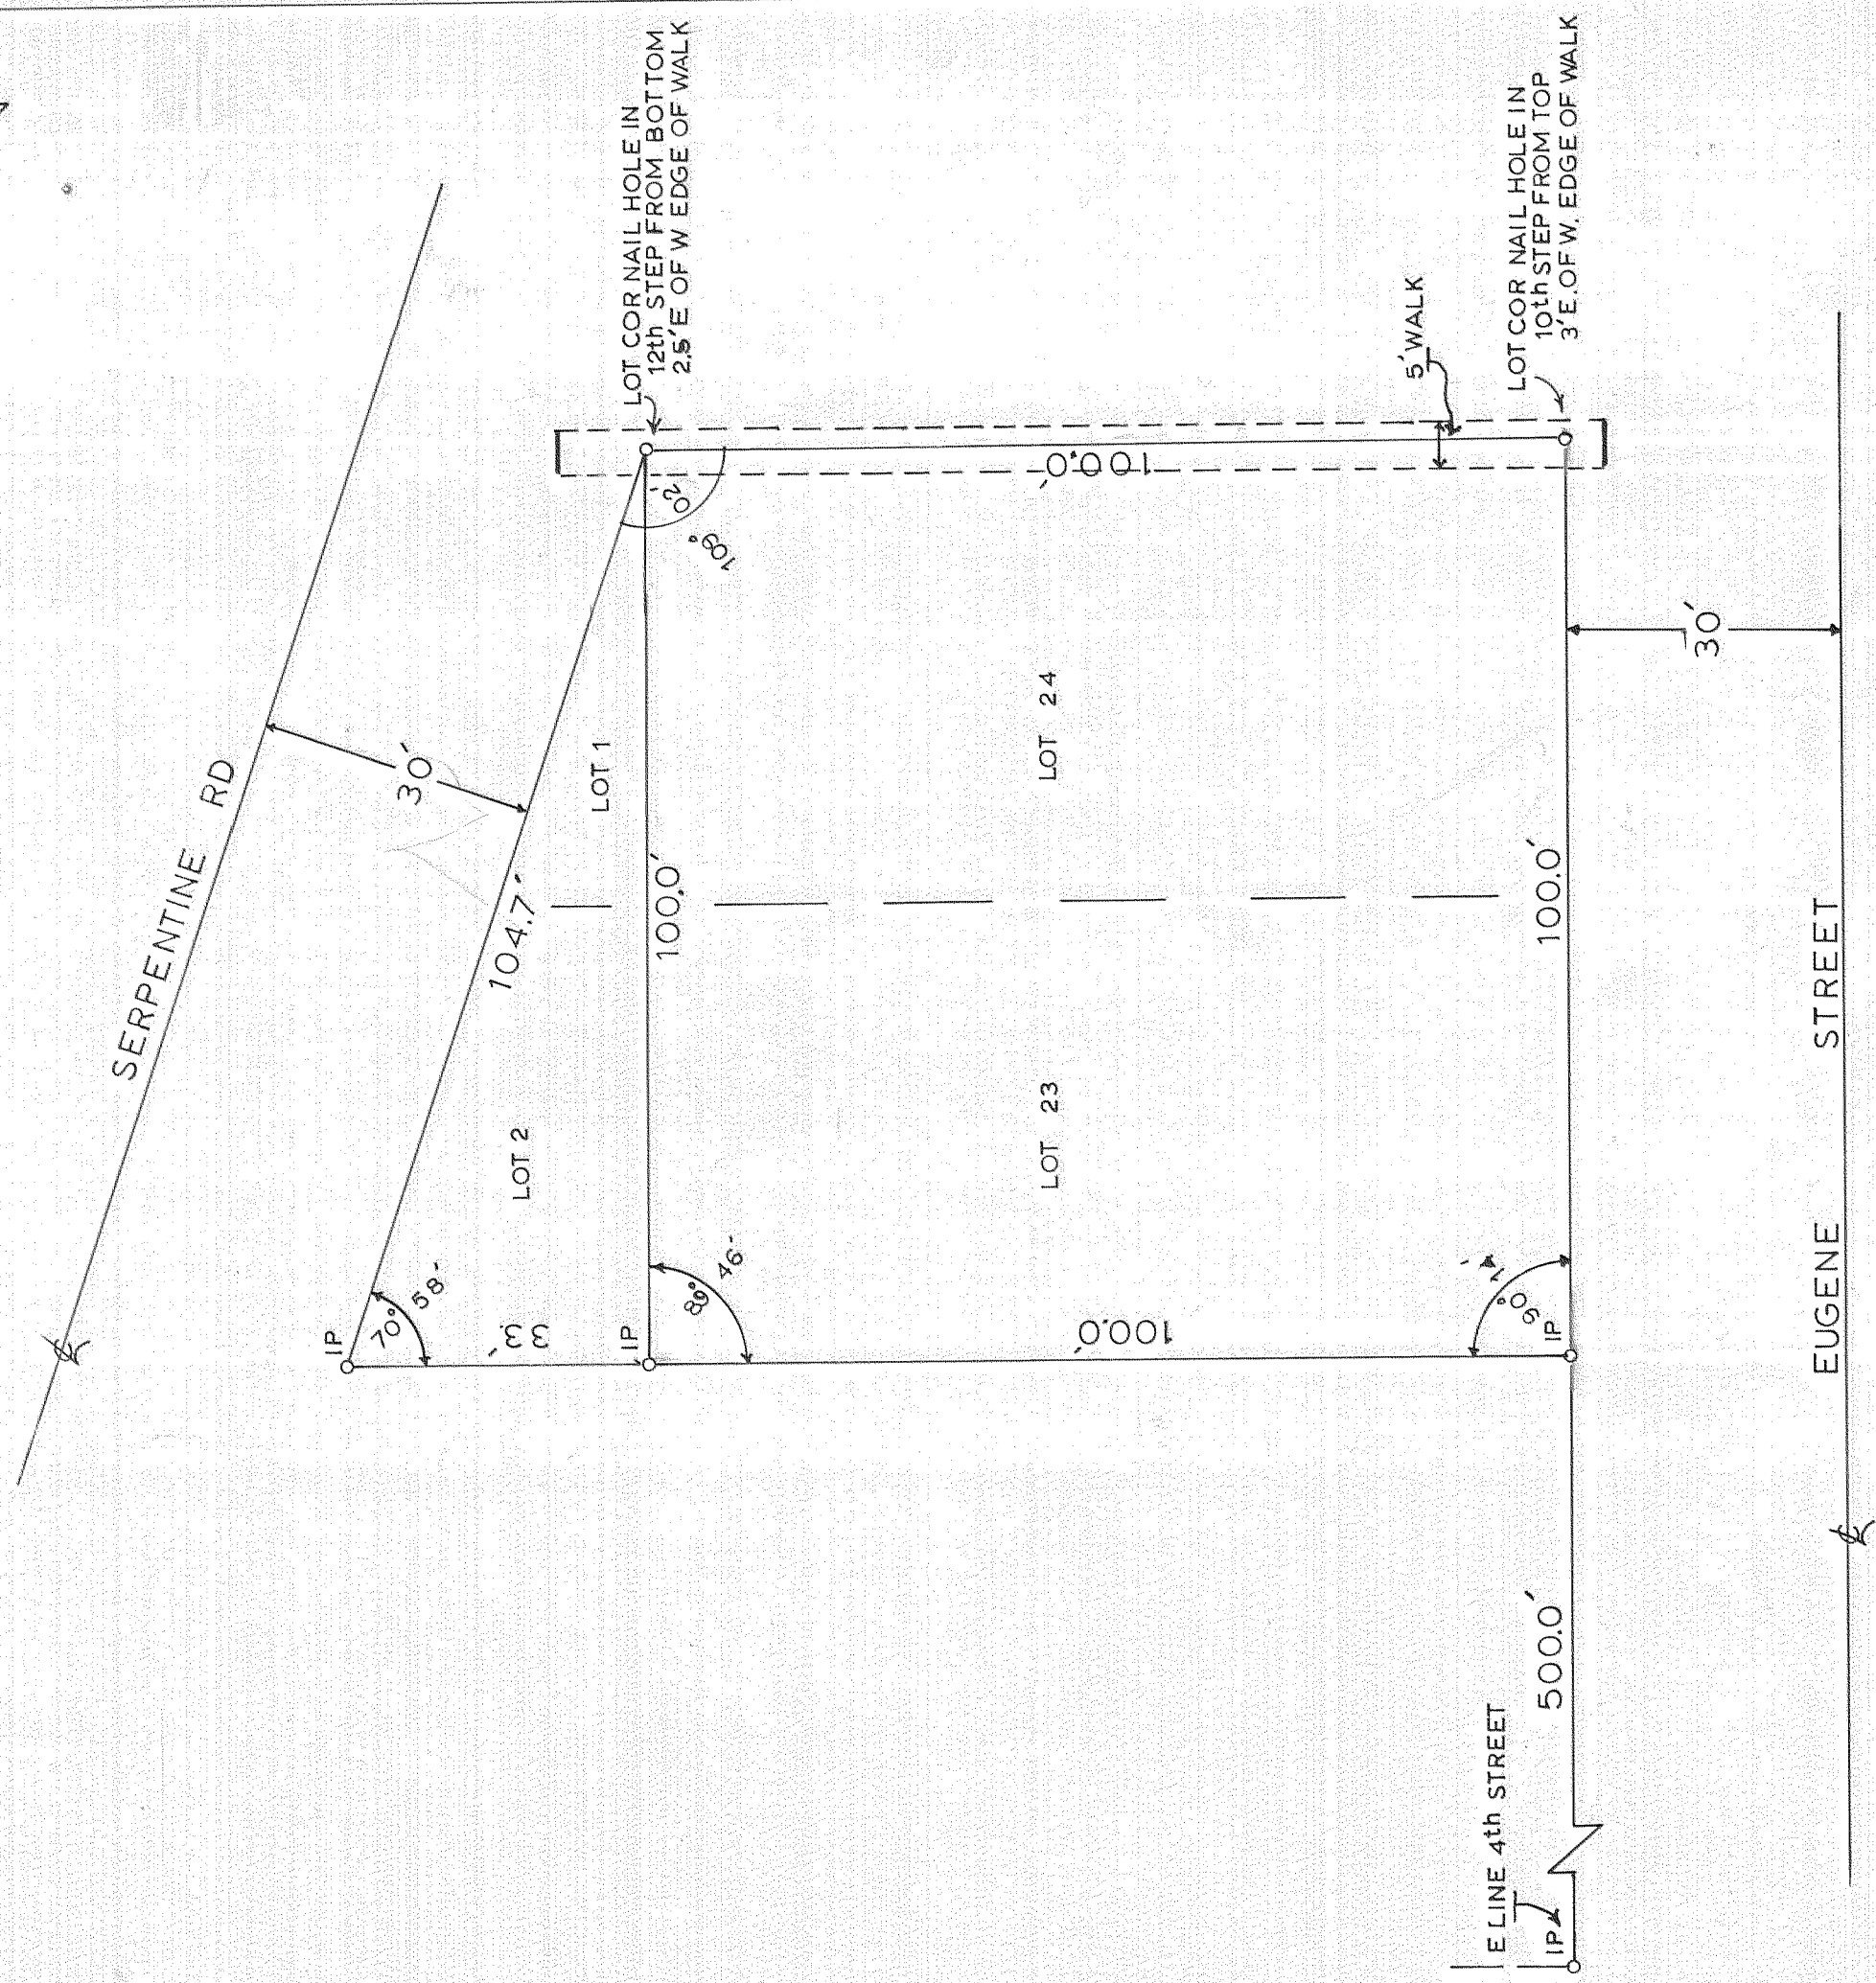 SERPENTINE RD
30'
104.7'
LOT COR NAIL HOLE IN
12th STEP FROM BOTTOM
2.5' E OF W EDGE OF WALK
109° 02'
LOT 1
LOT 2
IP
70° 58'
33.3'
IP
100.0'
89° 46'
100.0'
100.0'
LOT 24
LOT 23
5' WALK
LOT COR NAIL HOLE IN
10th STEP FROM TOP
3' E. OF W. EDGE OF WALK
90° 14'
IP
100.0'
30'
500.0'
E LINE 4th STREET
IP
EUGENE STREET